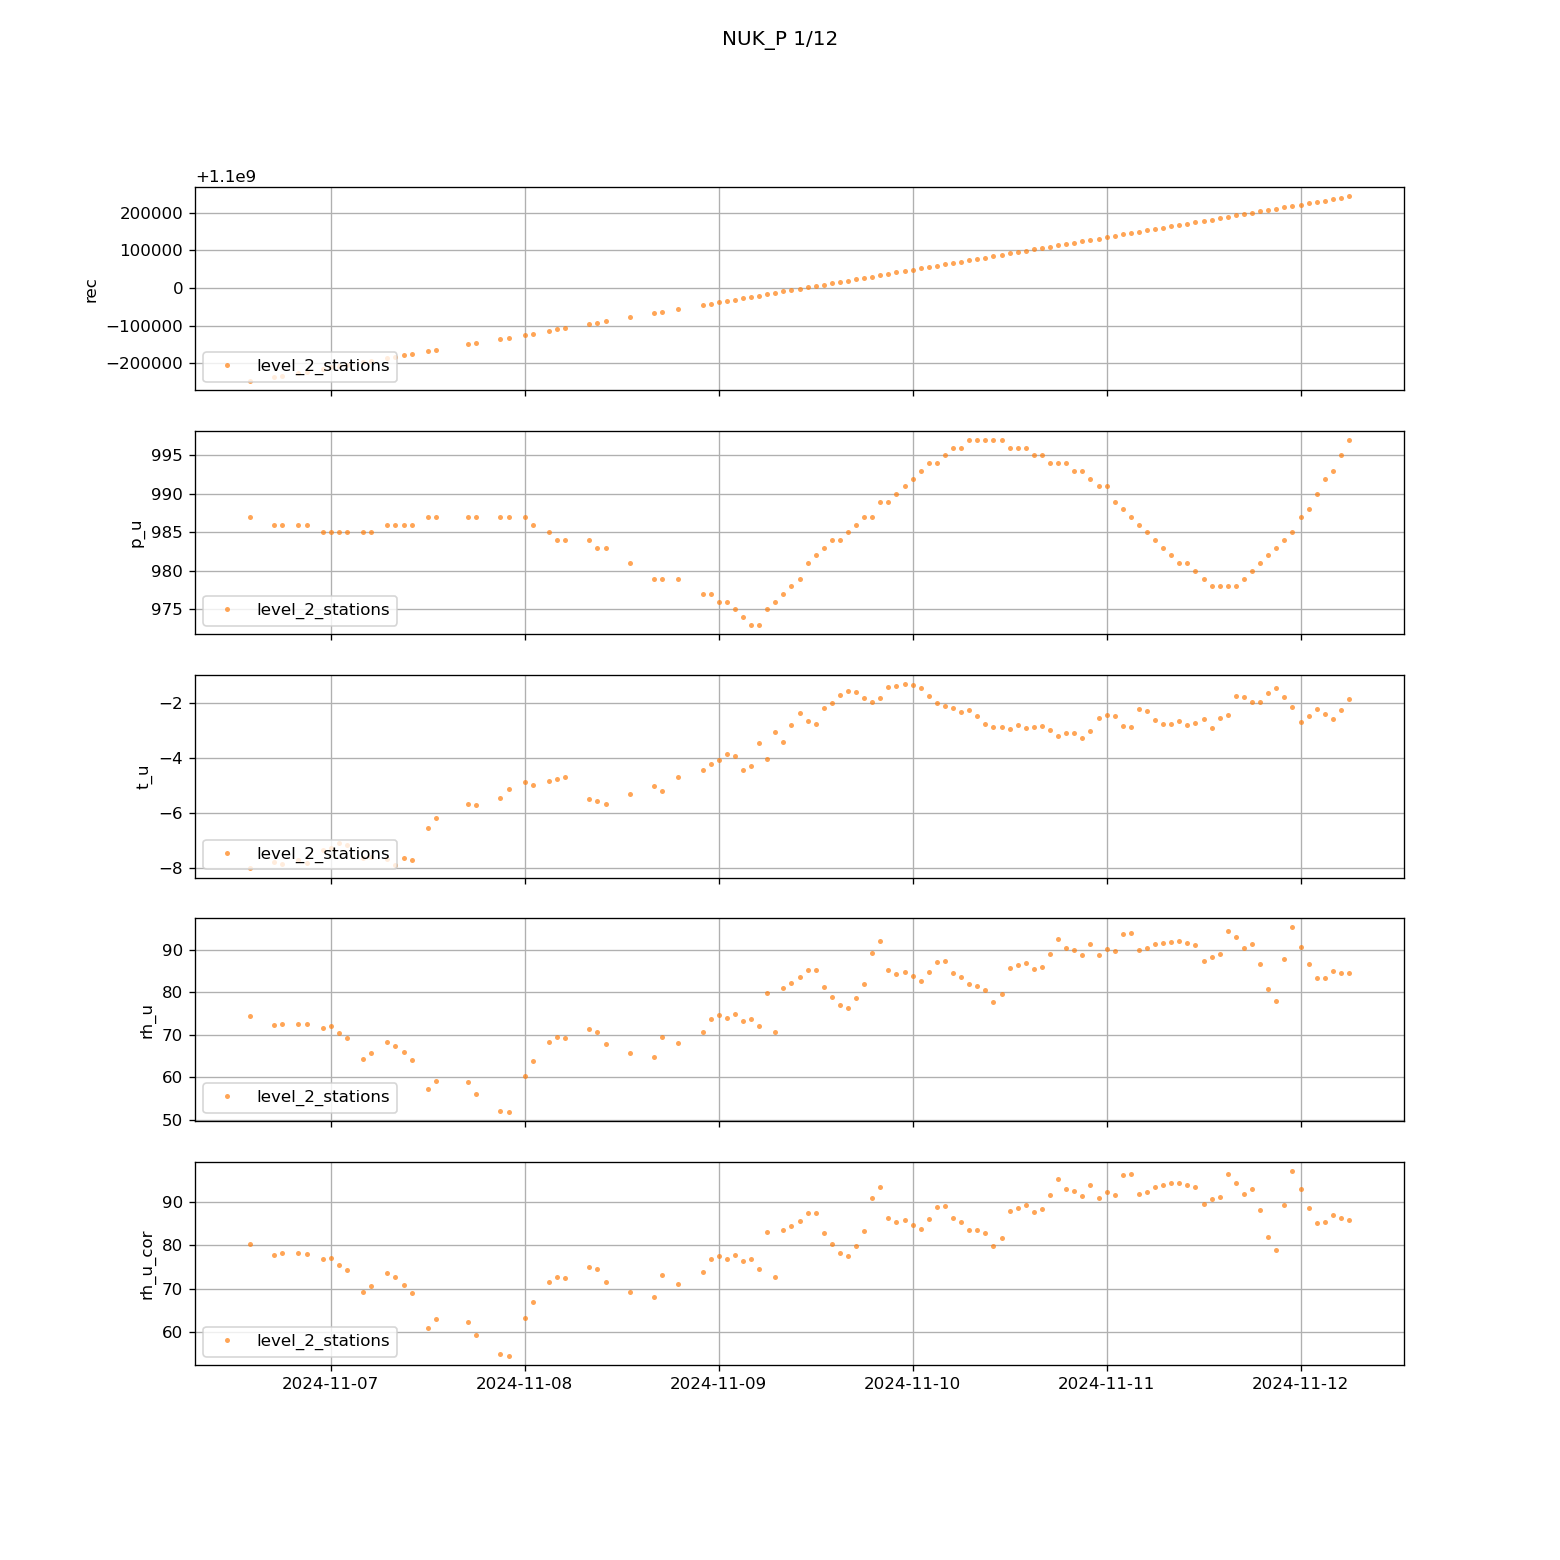 NUK_P 1/12
+1.1e9
200000
100000
0
−100000
−200000
rec
level_2_stations
995
990
985
980
975
p_u
level_2_stations
−2
−4
−6
−8
t_u
level_2_stations
90
80
70
60
50
rh_u
level_2_stations
90
80
70
60
rh_u_cor
level_2_stations
2024-11-07 2024-11-08 2024-11-09 2024-11-10 2024-11-11 2024-11-12